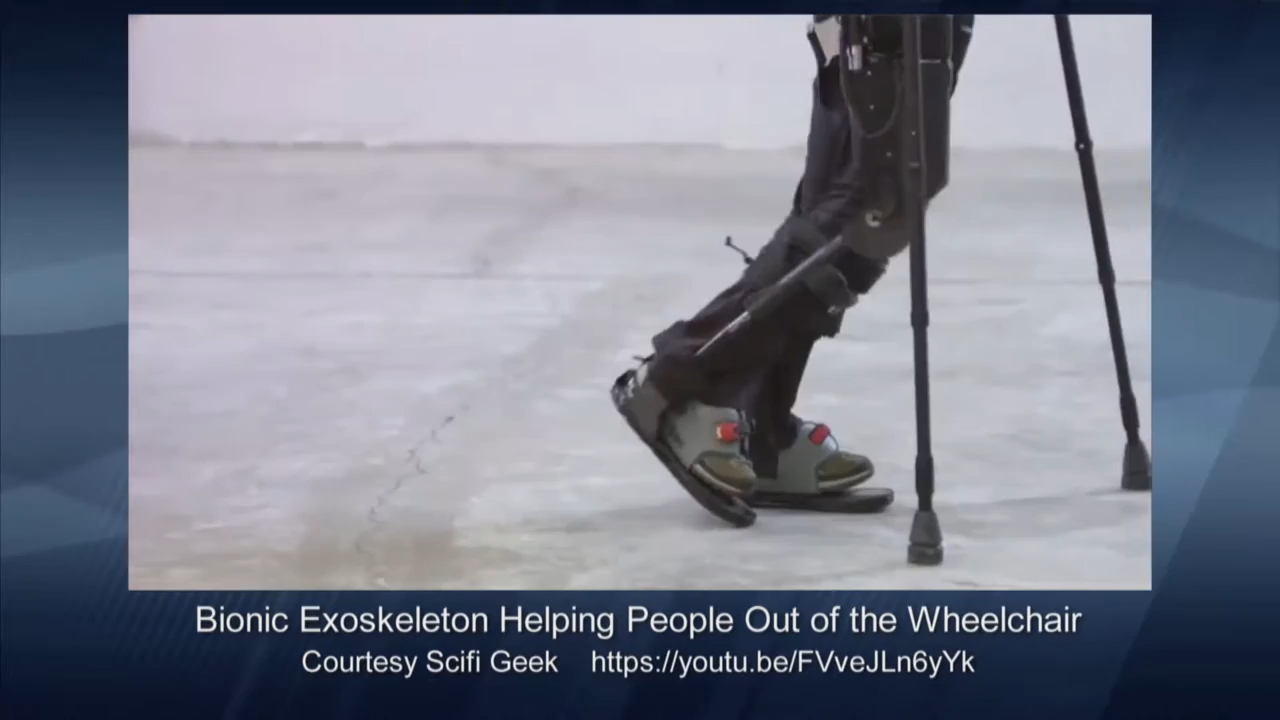 Bionic Exoskeleton Helping People Out of the Wheelchair
Courtesy Scifi Geek https://youtu.be/FVveJLn6yYk